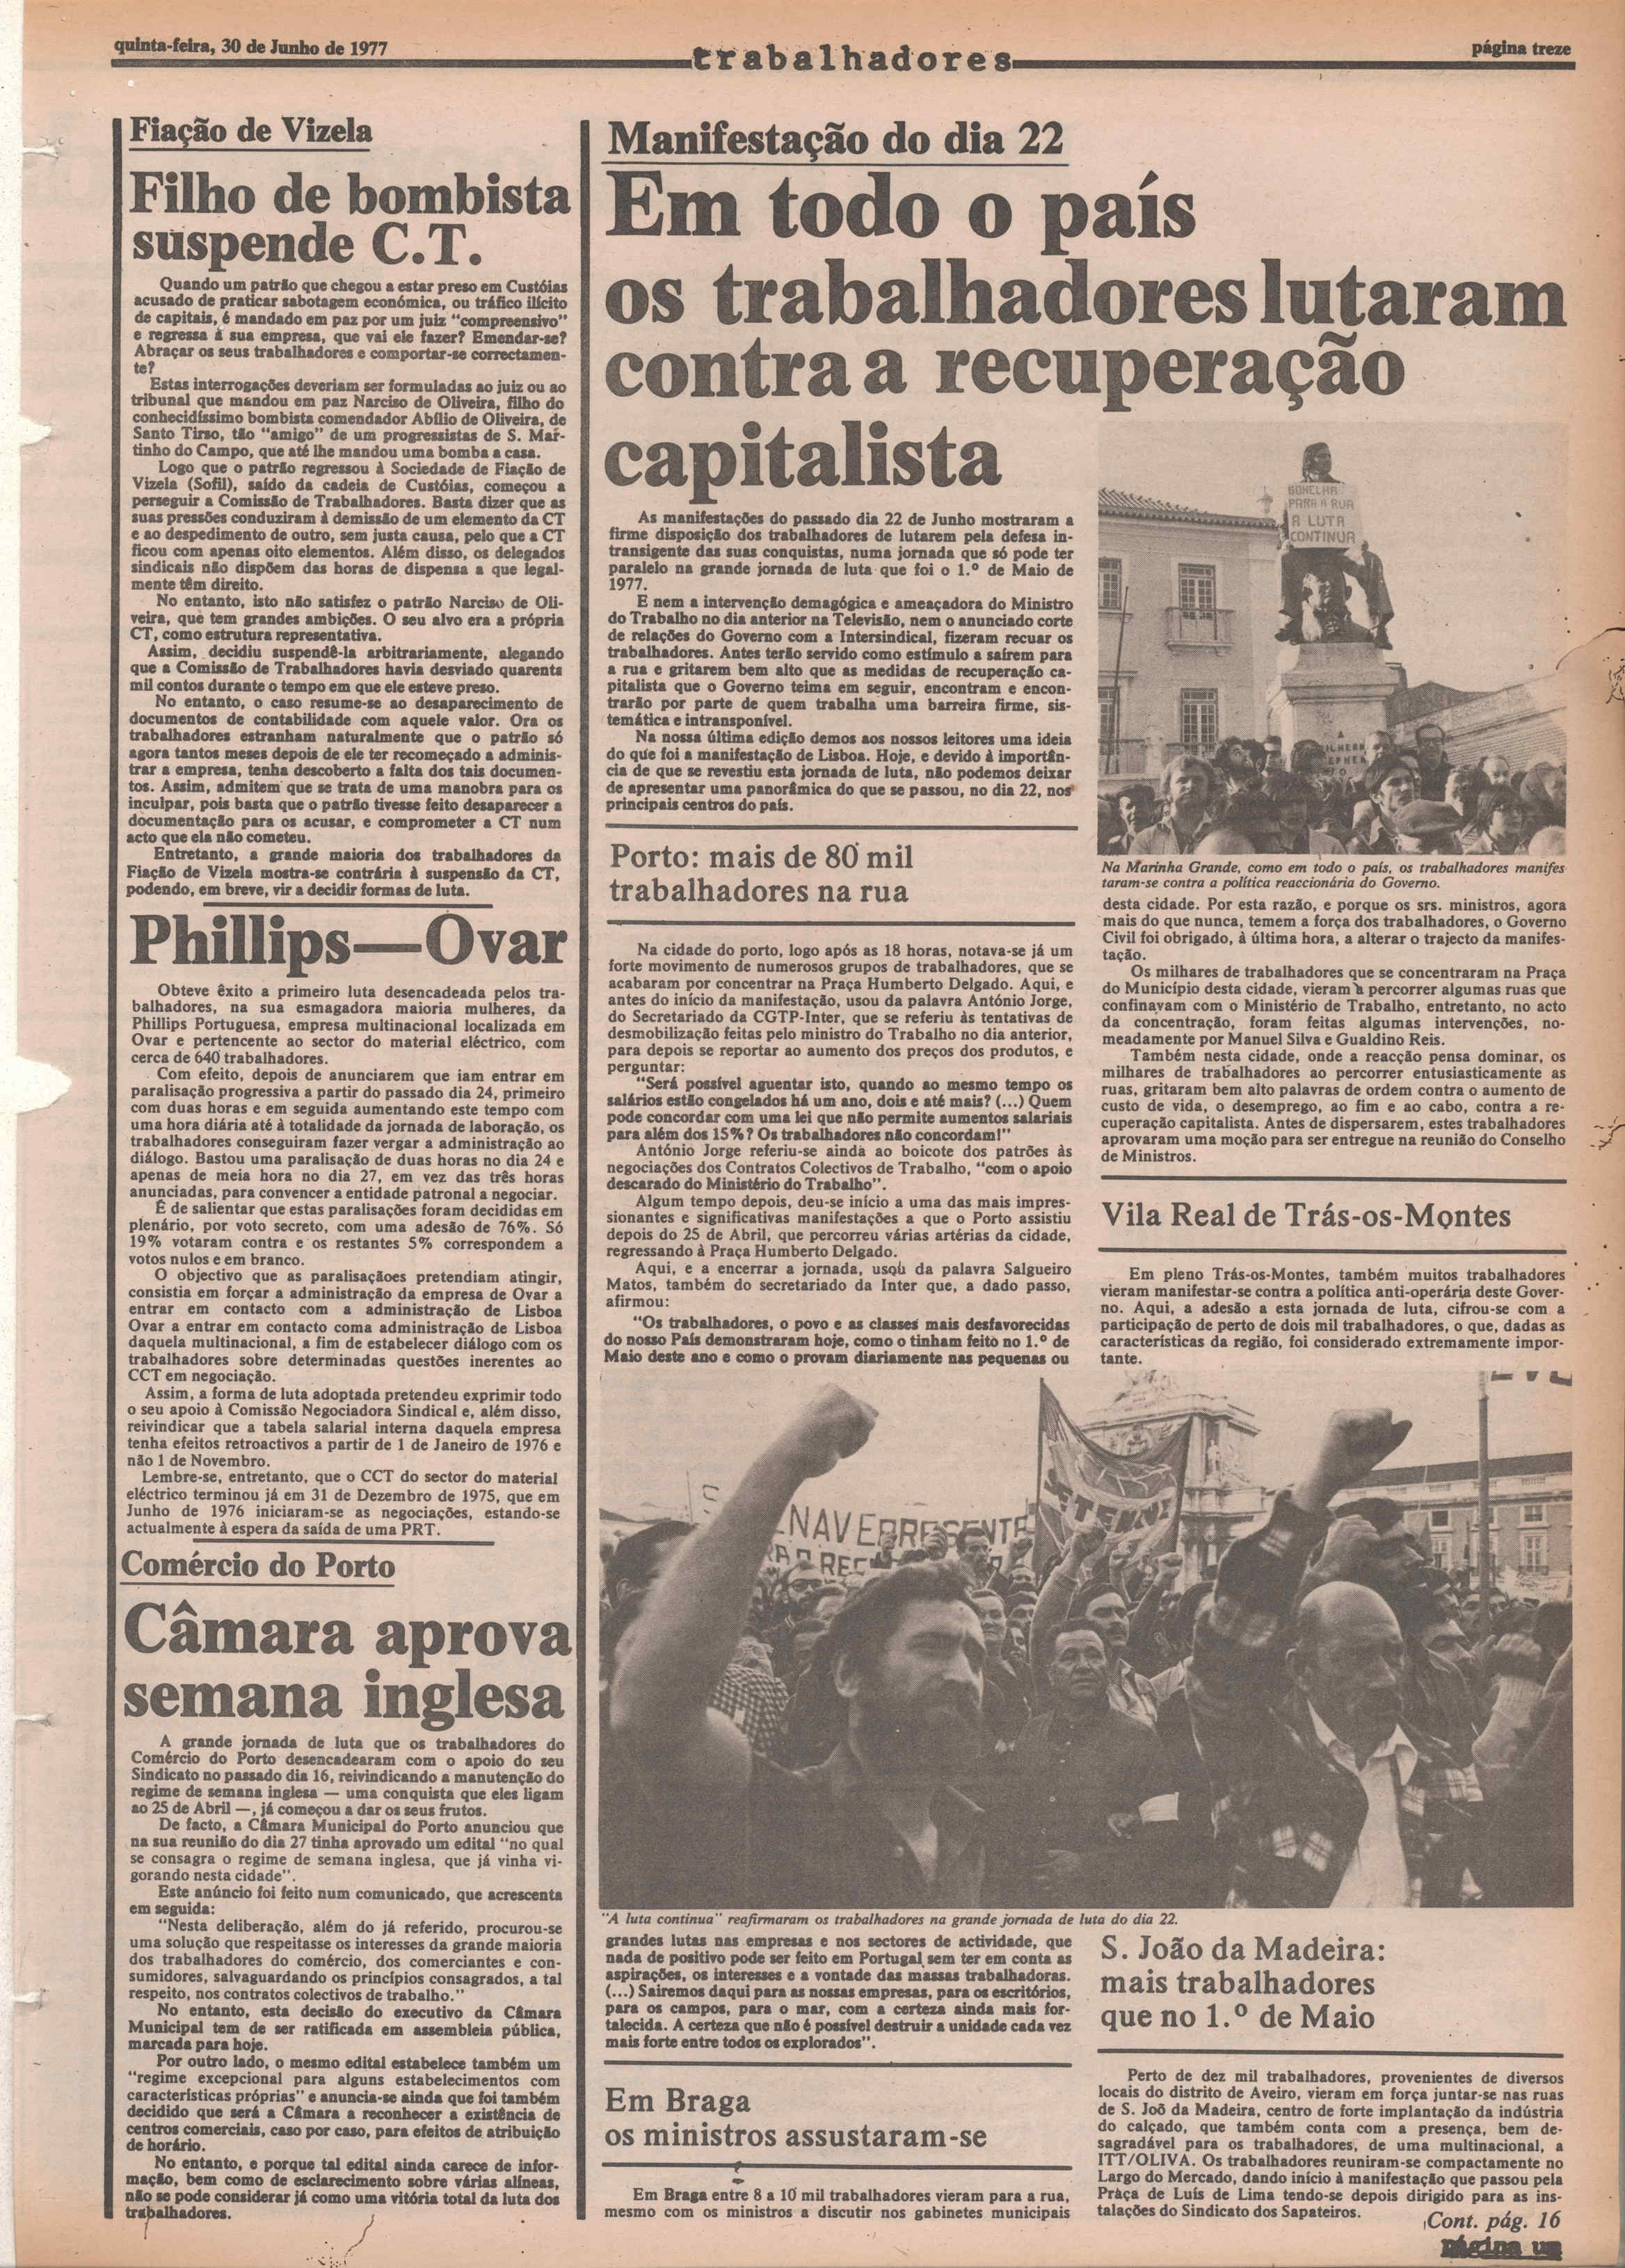 quinta-feira, 30 de Junho de 1977
trabalhadores
página treze
Fiação de Vizela
Filho de bombista
suspende C.T.
Quando um patrão que chegou a estar preso em Custóias
acusado de praticar sabotagem económica, ou tráfico ilícito
de capitais, é mandado em paz por um juiz "compreensivo"
e regressa à sua empresa, que vai ele fazer? Emendar-se?
Abraçar os seus trabalhadores e comportar-se correctamen-
te?
Estas interrogações deveriam ser formuladas ao juiz ou ao
tribunal que mandou em paz Narciso de Oliveira, filho do
conhecidíssimo bombista comendador Abílio de Oliveira, de
Santo Tirso, tão "amigo" de um progressistas de S. Mar-
tinho do Campo, que até lhe mandou uma bomba a casa.
Logo que o patrão regressou à Sociedade de Fiação de
Vizela (Sofil), saído da cadeia de Custóias, começou a
perseguir a Comissão de Trabalhadores. Basta dizer que as
suas pressões conduziram à demissão de um elemento da CT
e ao despedimento de outro, sem justa causa, pelo que a CT
ficou com apenas oito elementos. Além disso, os delegados
sindicais não dispõem das horas de dispensa a que legal-
mente têm direito.
No entanto, isto não satisfez o patrão Narciso de Oli-
veira, que tem grandes ambições. O seu alvo era a própria
CT, como estrutura representativa.
Assim, decidiu suspendê-la arbitrariamente, alegando
que a Comissão de Trabalhadores havia desviado quarenta
mil contos durante o tempo em que ele esteve preso.
No entanto, o caso resume-se ao desaparecimento de
documentos de contabilidade com aquele valor. Ora os
trabalhadores estranham naturalmente que o patrão só
agora tantos meses depois de ele ter recomeçado a adminis-
trar a empresa, tenha descoberto a falta dos tais documen-
tos. Assim, admitem que se trata de uma manobra para os
inculpar, pois basta que o patrão tivesse feito desaparecer a
documentação para os acusar, e comprometer a CT num
acto que ela não cometeu.
Entretanto, a grande maioria dos trabalhadores da
Fiação de Vizela mostra-se contrária à suspensão da CT,
podendo, em breve, vir a decidir formas de luta.
Phillips—Ovar
Obteve êxito a primeiro luta desencadeada pelos tra-
balhadores, na sua esmagadora maioria mulheres, da
Phillips Portuguesa, empresa multinacional localizada em
Ovar e pertencente ao sector do material eléctrico, com
cerca de 640 trabalhadores.
Com efeito, depois de anunciarem que iam entrar em
paralisação progressiva a partir do passado dia 24, primeiro
com duas horas e em seguida aumentando este tempo com
uma hora diária até à totalidade da jornada de laboração, os
trabalhadores conseguiram fazer vergar a administração ao
diálogo. Bastou uma paralisação de duas horas no dia 24 e
apenas de meia hora no dia 27, em vez das três horas
anunciadas, para convencer a entidade patronal a negociar.
É de salientar que estas paralisações foram decididas em
plenário, por voto secreto, com uma adesão de 76%. Só
19% votaram contra e os restantes 5% correspondem a
votos nulos e em branco.
O objectivo que as paralisaçãoes pretendiam atingir,
consistia em forçar a administração da empresa de Ovar a
entrar em contacto com a administração de Lisboa
Ovar a entrar em contacto coma administração de Lisboa
daquela multinacional, a fim de estabelecer diálogo com os
trabalhadores sobre determinadas questões inerentes ao
CCT em negociação.
Assim, a forma de luta adoptada pretendeu exprimir todo
o seu apoio à Comissão Negociadora Sindical e, além disso,
reivindicar que a tabela salarial interna daquela empresa
tenha efeitos retroactivos a partir de 1 de Janeiro de 1976 e
não 1 de Novembro.
Lembre-se, entretanto, que o CCT do sector do material
eléctrico terminou já em 31 de Dezembro de 1975, que em
Junho de 1976 iniciaram-se as negociações, estando-se
actualmente à espera da saída de uma PRT.
Comércio do Porto
Câmara aprova
semana inglesa
A grande jornada de luta que os trabalhadores do
Comércio do Porto desencadearam com o apoio do seu
Sindicato no passado dia 16, reivindicando a manutenção do
regime de semana inglesa — uma conquista que eles ligam
ao 25 de Abril —, já começou a dar os seus frutos.
De facto, a Câmara Municipal do Porto anunciou que
na sua reunião do dia 27 tinha aprovado um edital "no qual
se consagra o regime de semana inglesa, que já vinha vi-
gorando nesta cidade".
Este anúncio foi feito num comunicado, que acrescenta
em seguida:
"Nesta deliberação, além do já referido, procurou-se
uma solução que respeitasse os interesses da grande maioria
dos trabalhadores do comércio, dos comerciantes e con-
sumidores, salvaguardando os princípios consagrados, a tal
respeito, nos contratos colectivos de trabalho."
No entanto, esta decisão do executivo da Câmara
Municipal tem de ser ratificada em assembleia pública,
marcada para hoje.
Por outro lado, o mesmo edital estabelece também um
"regime excepcional para alguns estabelecimentos com
características próprias" e anuncia-se ainda que foi também
decidido que será a Câmara a reconhecer a existência de
centros comerciais, caso por caso, para efeitos de atribuição
de horário.
No entanto, e porque tal edital ainda carece de infor-
mação, bem como de esclarecimento sobre várias alíneas,
não se pode considerar já como uma vitória total da luta dos
trabalhadores.
Manifestação do dia 22
Em todo o país
os trabalhadores lutaram
contra a recuperação
capitalista
As manifestações do passado dia 22 de Junho mostraram a
firme disposição dos trabalhadores de lutarem pela defesa in-
transigente das suas conquistas, numa jornada que só pode ter
paralelo na grande jornada de luta que foi o 1.º de Maio de
1977.
E nem a intervenção demagógica e ameaçadora do Ministro
do Trabalho no dia anterior na Televisão, nem o anunciado corte
de relações do Governo com a Intersindical, fizeram recuar os
trabalhadores. Antes terão servido como estímulo a saírem para
a rua e gritarem bem alto que as medidas de recuperação ca-
pitalista que o Governo teima em seguir, encontram e encon-
trarão por parte de quem trabalha uma barreira firme, sis-
temática e intransponível.
Na nossa última edição demos aos nossos leitores uma ideia
do que foi a manifestação de Lisboa. Hoje, e devido à importân-
cia de que se revestiu esta jornada de luta, não podemos deixar
de apresentar uma panorâmica do que se passou, no dia 22, nos
principais centros do país.
Porto: mais de 80 mil
trabalhadores na rua
Na cidade do porto, logo após as 18 horas, notava-se já um
forte movimento de numerosos grupos de trabalhadores, que se
acabaram por concentrar na Praça Humberto Delgado. Aqui, e
antes do início da manifestação, usou da palavra António Jorge,
do Secretariado da CGTP-Inter, que se referiu às tentativas de
desmobilização feitas pelo ministro do Trabalho no dia anterior,
para depois se reportar ao aumento dos preços dos produtos, e
perguntar:
"Será possível aguentar isto, quando ao mesmo tempo os
salários estão congelados há um ano, dois e até mais? (...) Quem
pode concordar com uma lei que não permite aumentos salariais
para além dos 15%? Os trabalhadores não concordam!"
António Jorge referiu-se ainda ao boicote dos patrões às
negociações dos Contratos Colectivos de Trabalho, "com o apoio
descarado do Ministério do Trabalho".
Algum tempo depois, deu-se início a uma das mais impres-
sionantes e significativas manifestações a que o Porto assistiu
depois do 25 de Abril, que percorreu várias artérias da cidade,
regressando à Praça Humberto Delgado.
Aqui, e a encerrar a jornada, usou da palavra Salgueiro
Matos, também do secretariado da Inter que, a dado passo,
afirmou:
"Os trabalhadores, o povo e as classes mais desfavorecidas
do nosso País demonstraram hoje, como o tinham feito no 1.º de
Maio deste ano e como o provam diariamente nas pequenas ou
GONELHA
PARA A RUA
A LUTA
CONTINUA
Na Marinha Grande, como em todo o país, os trabalhadores manifes
taram-se contra a política reaccionária do Governo.
desta cidade. Por esta razão, e porque os srs. ministros, agora
mais do que nunca, temem a força dos trabalhadores, o Governo
Civil foi obrigado, à última hora, a alterar o trajecto da manifes-
tação.
Os milhares de trabalhadores que se concentraram na Praça
do Município desta cidade, vieram a percorrer algumas ruas que
confinavam com o Ministério de Trabalho, entretanto, no acto
da concentração, foram feitas algumas intervenções, no-
meadamente por Manuel Silva e Gualdino Reis.
Também nesta cidade, onde a reacção pensa dominar, os
milhares de trabalhadores ao percorrer entusiasticamente as
ruas, gritaram bem alto palavras de ordem contra o aumento de
custo de vida, o desemprego, ao fim e ao cabo, contra a re-
cuperação capitalista. Antes de dispersarem, estes trabalhadores
aprovaram uma moção para ser entregue na reunião do Conselho
de Ministros.
Vila Real de Trás-os-Montes
Em pleno Trás-os-Montes, também muitos trabalhadores
vieram manifestar-se contra a política anti-operária deste Gover-
no. Aqui, a adesão a esta jornada de luta, cifrou-se com a
participação de perto de dois mil trabalhadores, o que, dadas as
características da região, foi considerado extremamente impor-
tante.
"A luta continua" reafirmaram os trabalhadores na grande jornada de luta do dia 22.
grandes lutas nas empresas e nos sectores de actividade, que
nada de positivo pode ser feito em Portugal sem ter em conta as
aspirações, os interesses e a vontade das massas trabalhadoras.
(...) Sairemos daqui para as nossas empresas, para os escritórios,
para os campos, para o mar, com a certeza ainda mais for-
talecida. A certeza que não é possível destruir a unidade cada vez
mais forte entre todos os explorados".
Em Braga
os ministros assustaram-se
Em Braga entre 8 a 10 mil trabalhadores vieram para a rua,
mesmo com os ministros a discutir nos gabinetes municipais
S. João da Madeira:
mais trabalhadores
que no 1.º de Maio
Perto de dez mil trabalhadores, provenientes de diversos
locais do distrito de Aveiro, vieram em força juntar-se nas ruas
de S. Joõ da Madeira, centro de forte implantação da indústria
do calçado, que também conta com a presença, bem de-
sagradável para os trabalhadores, de uma multinacional, a
ITT/OLIVA. Os trabalhadores reuniram-se compactamente no
Largo do Mercado, dando início à manifestação que passou pela
Praça de Luís de Lima tendo-se depois dirigido para as ins-
talações do Sindicato dos Sapateiros.
Cont. pág. 16